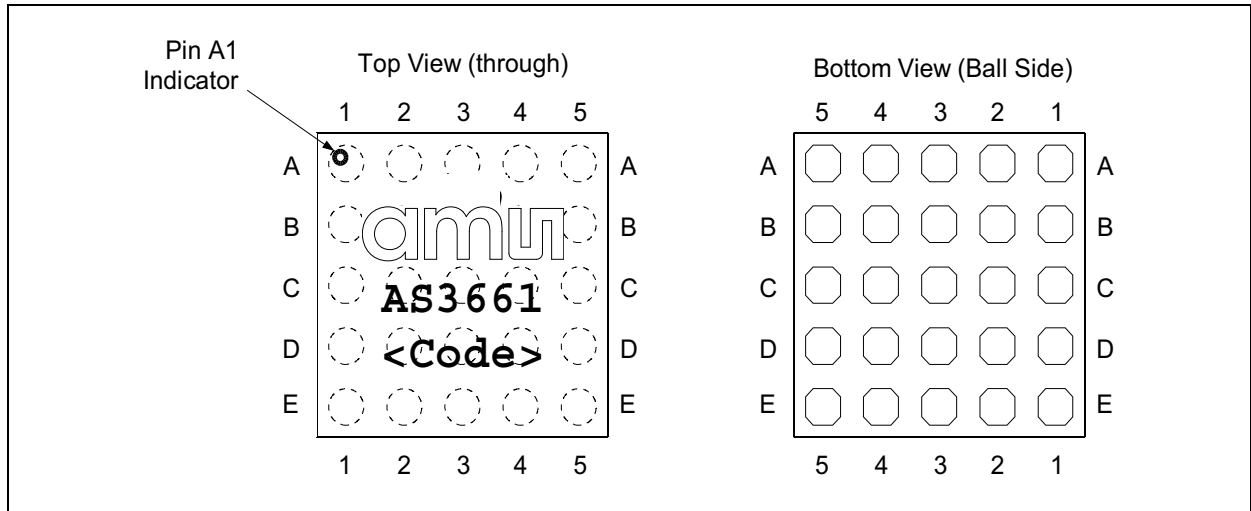 Pin A1
Indicator
Top View (through)
1 2 3 4 5
A A
B B
C C
D D
E E
1 2 3 4 5
amu
AS3661
<Code>
Bottom View (Ball Side)
5 4 3 2 1
A A
B B
C C
D D
E E
5 4 3 2 1